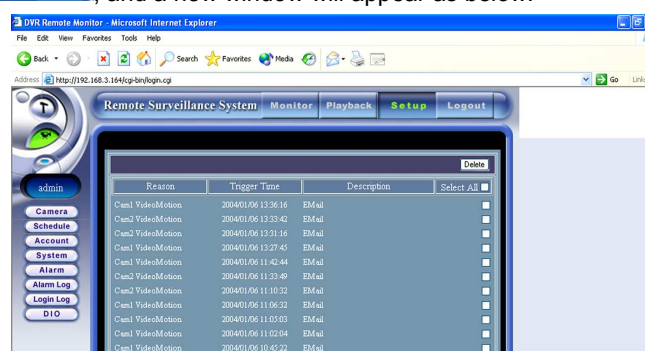 , and a new window will appear as below.
DVR Remote Monitor - Microsoft Internet Explorer
File Edit View Favorites Tools Help
Back Search Favorites Media
Address http://192.168.3.164/cgi-bin/login.cgi Go Links
Remote Surveillance System Monitor Playback Setup Logout
Delete
admin
Reason Trigger Time Description Select All
Camera
Schedule
Account
System
Alarm
Alarm Log
Login Log
DIO
Cam1 VideoMotion 2004/01/06 13:36:16 EMail
Cam2 VideoMotion 2004/01/06 13:33:42 EMail
Cam2 VideoMotion 2004/01/06 13:31:16 EMail
Cam1 VideoMotion 2004/01/06 13:27:45 EMail
Cam1 VideoMotion 2004/01/06 11:42:44 EMail
Cam2 VideoMotion 2004/01/06 11:33:49 EMail
Cam2 VideoMotion 2004/01/06 11:10:32 EMail
Cam1 VideoMotion 2004/01/06 11:06:32 EMail
Cam1 VideoMotion 2004/01/06 11:05:03 EMail
Cam1 VideoMotion 2004/01/06 11:02:04 EMail
Cam1 VideoMotion 2004/01/06 10:45:22 EMail